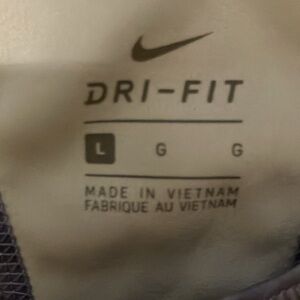 DRI-FIT
L G G
MADE IN VIETNAM
FABRIQUE AU VIETNAM